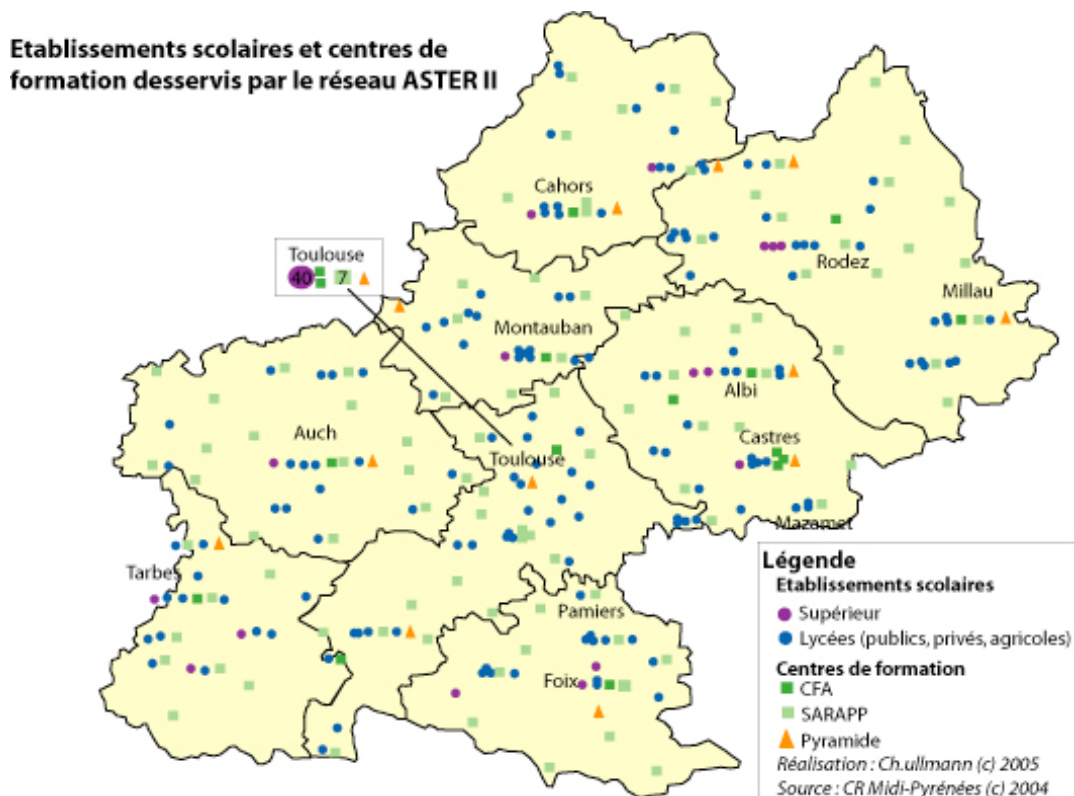 Etablissements scolaires et centres de
formation desservis par le réseau ASTER II
Cahors
Toulouse
40 7
Rodez
Millau
Montauban
Albi
Auch
Castres
Toulouse
Mazamet
Tarbes
Pamiers
Foix
Légende
Etablissements scolaires
Supérieur
Lycées (publics, privés, agricoles)
Centres de formation
CFA
SARAPP
Pyramide
Réalisation : Ch.ullmann (c) 2005
Source : CR Midi-Pyrénées (c) 2004